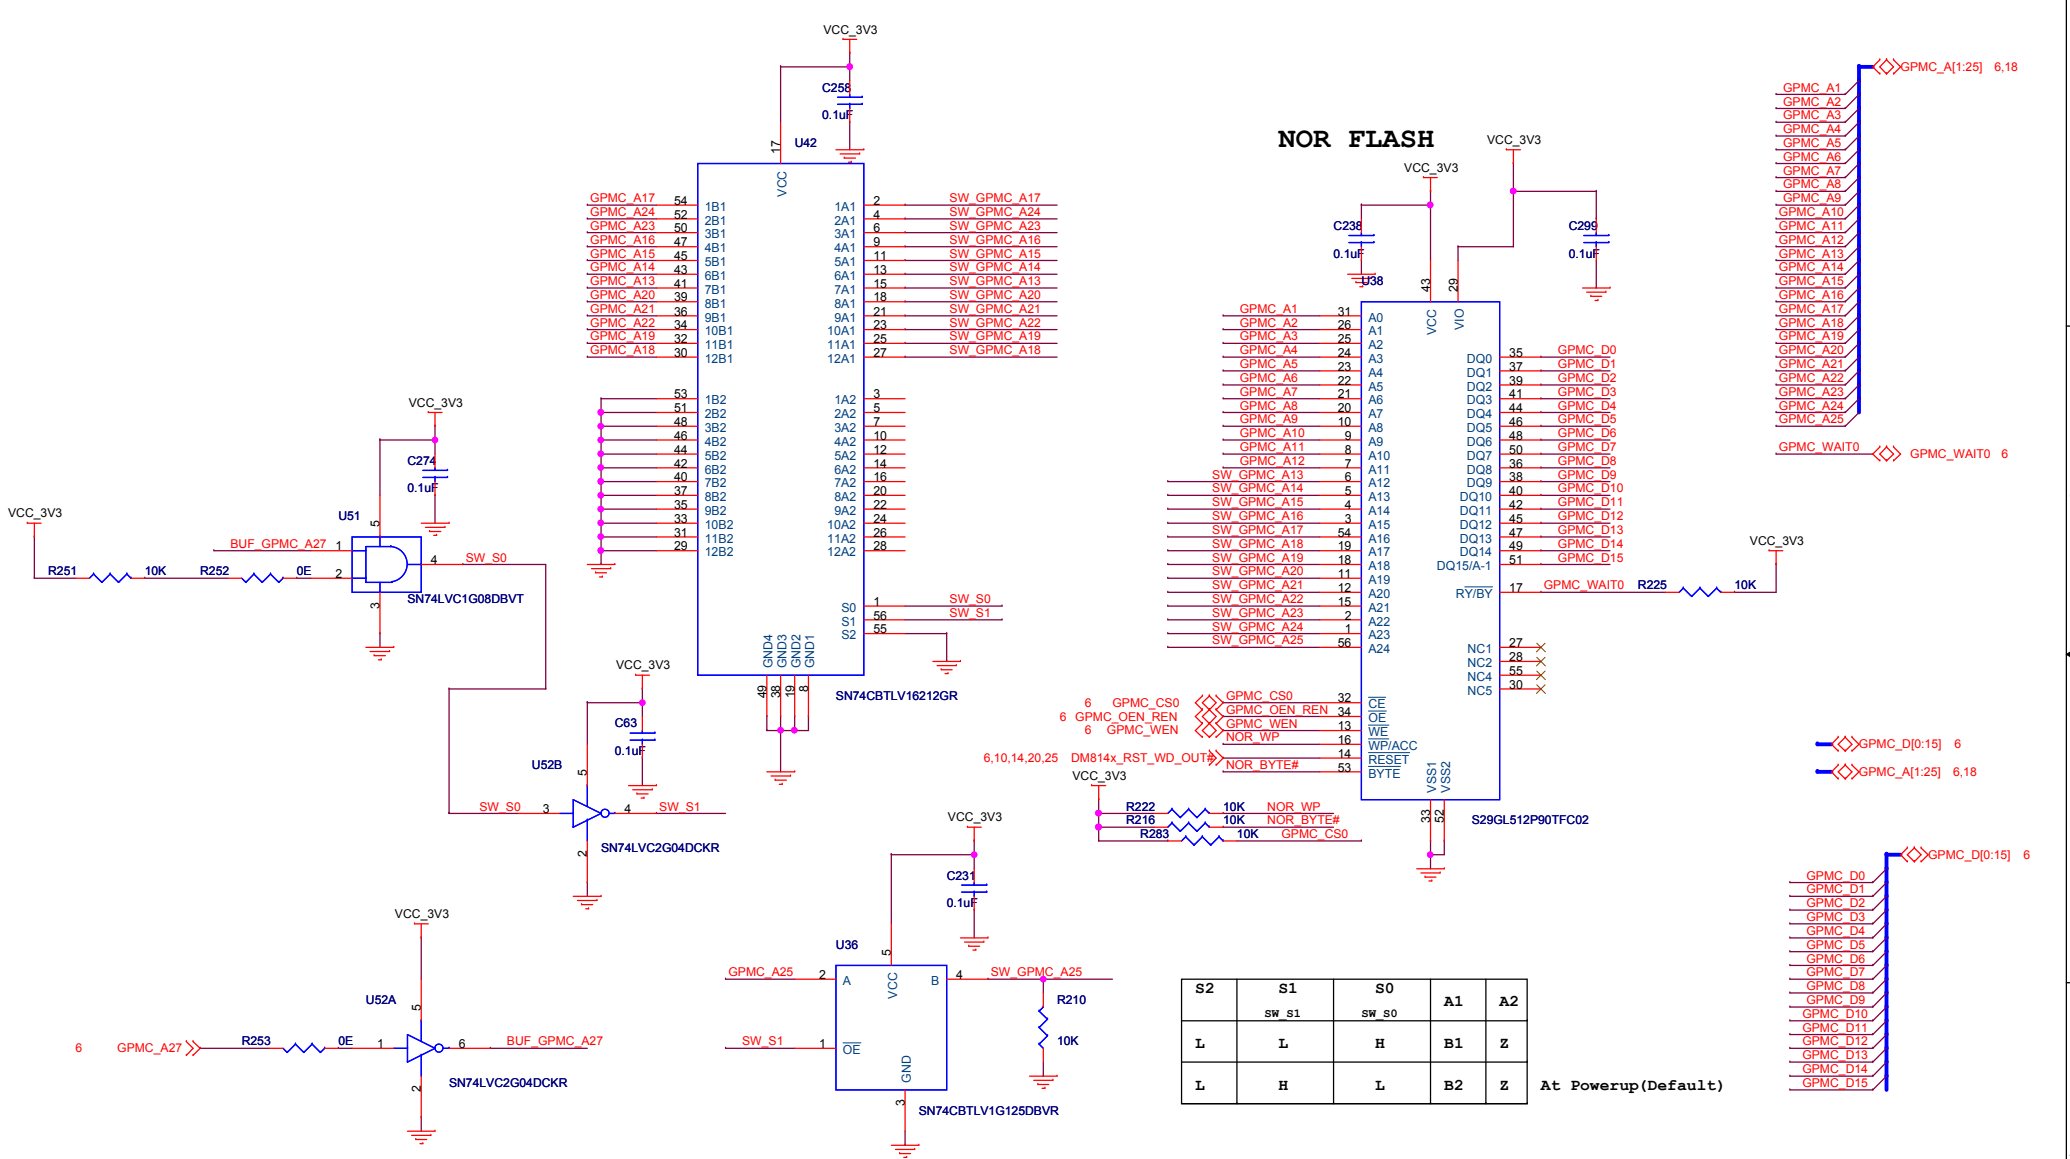 VCC_3V3
C258
0.1uF
17
U42
VCC
GPMC_A17 54 1B1 1A1 2 SW_GPMC_A17
GPMC_A24 52 2B1 2A1 4 SW_GPMC_A24
GPMC_A23 50 3B1 3A1 6 SW_GPMC_A23
GPMC_A16 47 4B1 4A1 9 SW_GPMC_A16
GPMC_A15 45 5B1 5A1 11 SW_GPMC_A15
GPMC_A14 43 6B1 6A1 13 SW_GPMC_A14
GPMC_A13 41 7B1 7A1 15 SW_GPMC_A13
GPMC_A20 39 8B1 8A1 18 SW_GPMC_A20
GPMC_A21 36 9B1 9A1 21 SW_GPMC_A21
GPMC_A22 34 10B1 10A1 23 SW_GPMC_A22
GPMC_A19 32 11B1 11A1 25 SW_GPMC_A19
GPMC_A18 30 12B1 12A1 27 SW_GPMC_A18
53 1B2 1A2 3
51 2B2 2A2 5
48 3B2 3A2 7
46 4B2 4A2 10
44 5B2 5A2 12
42 6B2 6A2 14
40 7B2 7A2 16
37 8B2 8A2 20
35 9B2 9A2 22
33 10B2 10A2 24
31 11B2 11A2 26
29 12B2 12A2 28
S0 1 SW_S0
S1 56 SW_S1
S2 55
GND4 GND3 GND2 GND1
49 38 19 8
SN74CBTLV16212GR
VCC_3V3
C274
0.1uF
U51
5
VCC_3V3
BUF_GPMC_A27 1
4 SW_S0
R251 10K R252 0E 2
3
SN74LVC1G08DBVT
VCC_3V3
C63
0.1uF
U52B
5
SW_S0 3 4 SW_S1
2
SN74LVC2G04DCKR
VCC_3V3
U52A
5
6 GPMC_A27 R253 0E 1 6 BUF_GPMC_A27
2
SN74LVC2G04DCKR
VCC_3V3
C231
0.1uF
U36
5
GPMC_A25 2 A VCC B 4 SW_GPMC_A25
R210
10K
SW_S1 1 OE
GND
3
SN74CBTLV1G125DBVR
NOR FLASH
VCC_3V3
VCC_3V3
C238
0.1uF
C299
0.1uF
U38
43 29
VCC VIO
GPMC_A1 31 A0
GPMC_A2 26 A1
GPMC_A3 25 A2
GPMC_A4 24 A3
GPMC_A5 23 A4
GPMC_A6 22 A5
GPMC_A7 21 A6
GPMC_A8 20 A7
GPMC_A9 10 A8
GPMC_A10 9 A9
GPMC_A11 8 A10
GPMC_A12 7 A11
SW_GPMC_A13 6 A12
SW_GPMC_A14 5 A13
SW_GPMC_A15 4 A14
SW_GPMC_A16 3 A15
SW_GPMC_A17 54 A16
SW_GPMC_A18 19 A17
SW_GPMC_A19 18 A18
SW_GPMC_A20 11 A19
SW_GPMC_A21 12 A20
SW_GPMC_A22 15 A21
SW_GPMC_A23 2 A22
SW_GPMC_A24 1 A23
SW_GPMC_A25 56 A24
DQ0 35 GPMC_D0
DQ1 37 GPMC_D1
DQ2 39 GPMC_D2
DQ3 41 GPMC_D3
DQ4 44 GPMC_D4
DQ5 46 GPMC_D5
DQ6 48 GPMC_D6
DQ7 50 GPMC_D7
DQ8 36 GPMC_D8
DQ9 38 GPMC_D9
DQ10 40 GPMC_D10
DQ11 42 GPMC_D11
DQ12 45 GPMC_D12
DQ13 47 GPMC_D13
DQ14 49 GPMC_D14
DQ15/A-1 51 GPMC_D15
VCC_3V3
RY/BY 17 GPMC_WAIT0 R225 10K
NC1 27
NC2 28
NC4 55
NC5 30
6 GPMC_CS0 GPMC_CS0 32 CE
6 GPMC_OEN_REN GPMC_OEN_REN 34 OE
6 GPMC_WEN GPMC_WEN 13 WE
NOR_WP 16 WP/ACC
6,10,14,20,25 DM814x_RST_WD_OUT# 14 RESET
NOR_BYTE# 53 BYTE
VSS1 VSS2
33 52
S29GL512P90TFC02
VCC_3V3
R222 10K NOR_WP
R216 10K NOR_BYTE#
R283 10K GPMC_CS0
GPMC_A[1:25] 6,18
GPMC_A1
GPMC_A2
GPMC_A3
GPMC_A4
GPMC_A5
GPMC_A6
GPMC_A7
GPMC_A8
GPMC_A9
GPMC_A10
GPMC_A11
GPMC_A12
GPMC_A13
GPMC_A14
GPMC_A15
GPMC_A16
GPMC_A17
GPMC_A18
GPMC_A19
GPMC_A20
GPMC_A21
GPMC_A22
GPMC_A23
GPMC_A24
GPMC_A25
GPMC_WAIT0 GPMC_WAIT0 6
GPMC_D[0:15] 6
GPMC_A[1:25] 6,18
GPMC_D[0:15] 6
GPMC_D0
GPMC_D1
GPMC_D2
GPMC_D3
GPMC_D4
GPMC_D5
GPMC_D6
GPMC_D7
GPMC_D8
GPMC_D9
GPMC_D10
GPMC_D11
GPMC_D12
GPMC_D13
GPMC_D14
GPMC_D15
S2 S1 S0 A1 A2
SW_S1 SW_S0
L L H B1 Z
L H L B2 Z At Powerup(Default)